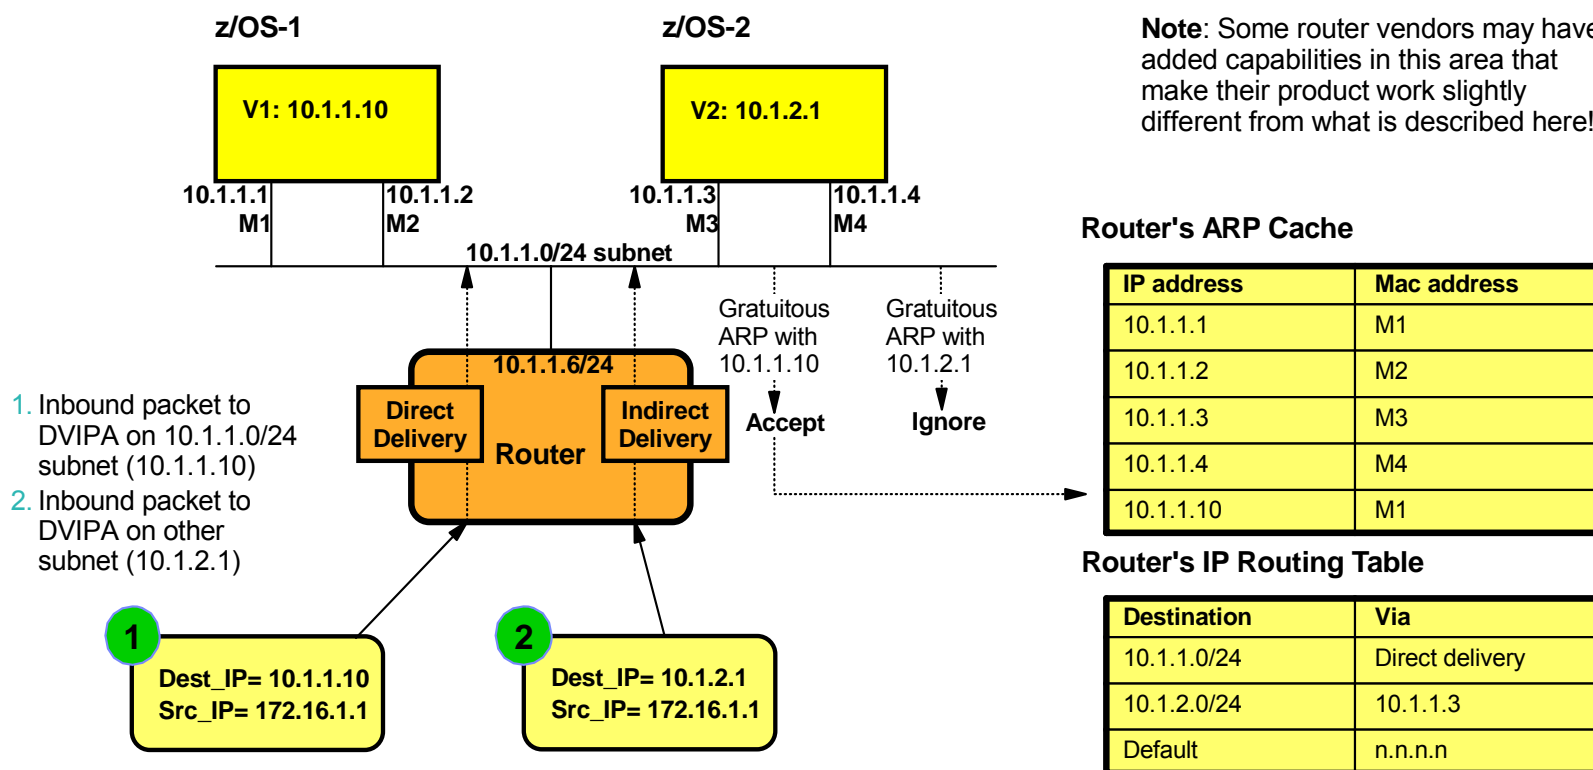 z/OS-1
z/OS-2
Note: Some router vendors may have
added capabilities in this area that
make their product work slightly
different from what is described here!
V1: 10.1.1.10
V2: 10.1.2.1
10.1.1.1
M1
10.1.1.2
M2
10.1.1.3
M3
10.1.1.4
M4
10.1.1.0/24 subnet
Gratuitous
ARP with
10.1.1.10
Accept
Gratuitous
ARP with
10.1.2.1
Ignore
10.1.1.6/24
Direct
Delivery
Router
Indirect
Delivery
1. Inbound packet to
DVIPA on 10.1.1.0/24
subnet (10.1.1.10)
2. Inbound packet to
DVIPA on other
subnet (10.1.2.1)
1
Dest_IP= 10.1.1.10
Src_IP= 172.16.1.1
2
Dest_IP= 10.1.2.1
Src_IP= 172.16.1.1
Router's ARP Cache
IP address Mac address
10.1.1.1 M1
10.1.1.2 M2
10.1.1.3 M3
10.1.1.4 M4
10.1.1.10 M1
Router's IP Routing Table
Destination Via
10.1.1.0/24 Direct delivery
10.1.2.0/24 10.1.1.3
Default n.n.n.n